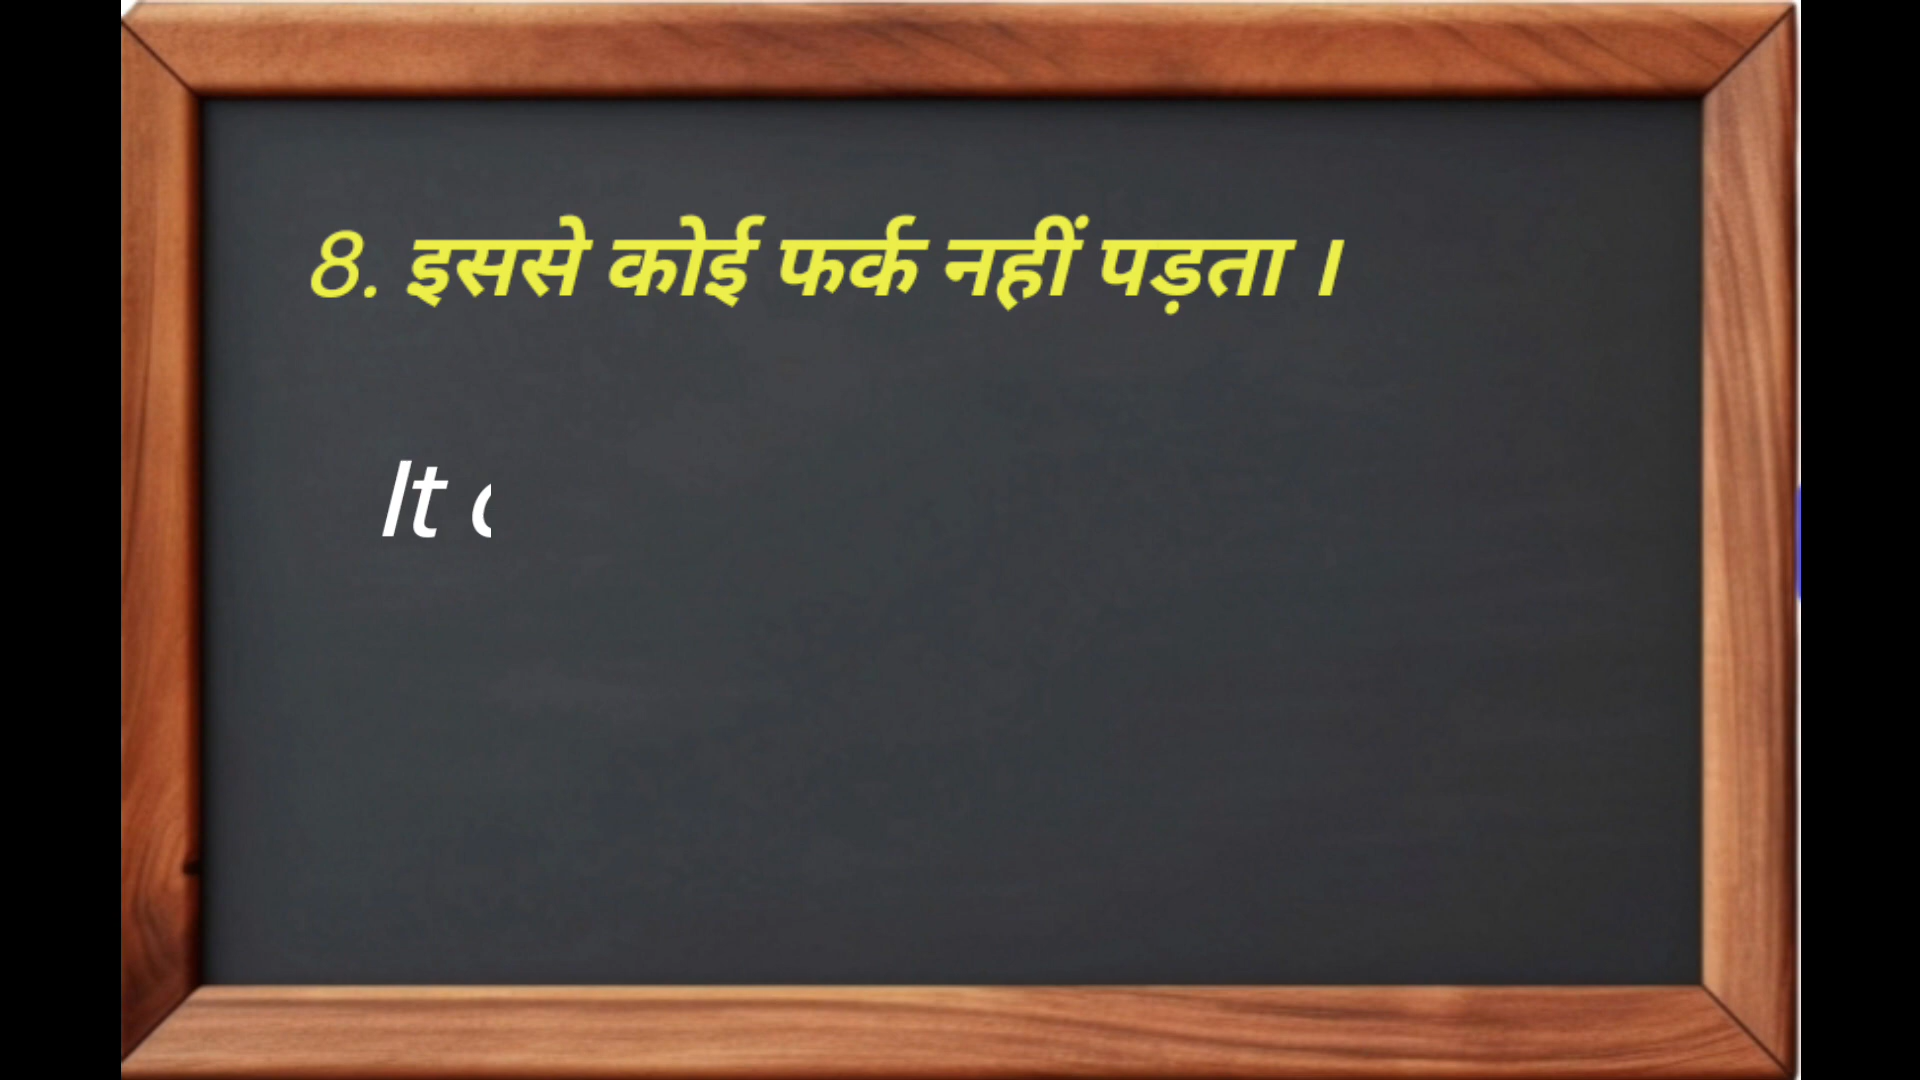 8. इससे कोई फर्क नहीं पड़ता ।
It